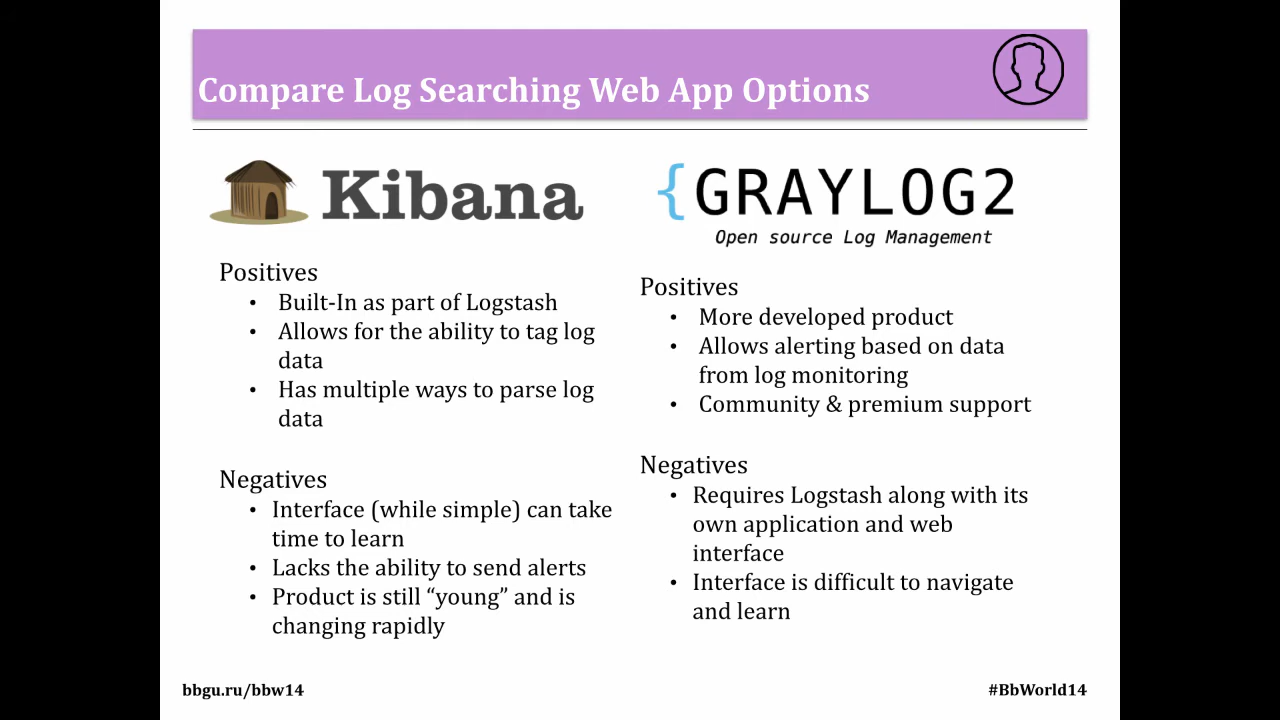 Compare Log Searching Web App Options
Kibana
Positives
• Built-In as part of Logstash
• Allows for the ability to tag log
data
• Has multiple ways to parse log
data
Negatives
• Interface (while simple) can take
time to learn
• Lacks the ability to send alerts
• Product is still “young” and is
changing rapidly
{GRAYLOG2
Open source Log Management
Positives
• More developed product
• Allows alerting based on data
from log monitoring
• Community & premium support
Negatives
• Requires Logstash along with its
own application and web
interface
• Interface is difficult to navigate
and learn
bbgu.ru/bbw14
#BbWorld14